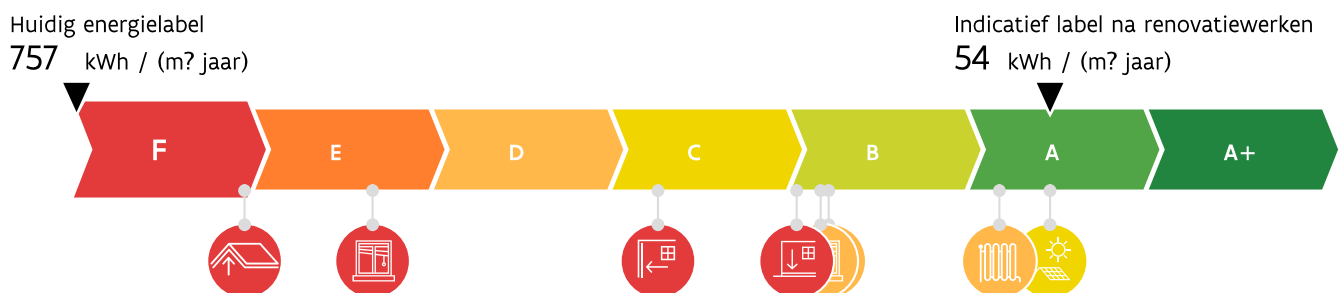 Huidig energielabel
757 kWh / (m? jaar)
Indicatief label na renovatiewerken
54 kWh / (m? jaar)
F E D C B A A+